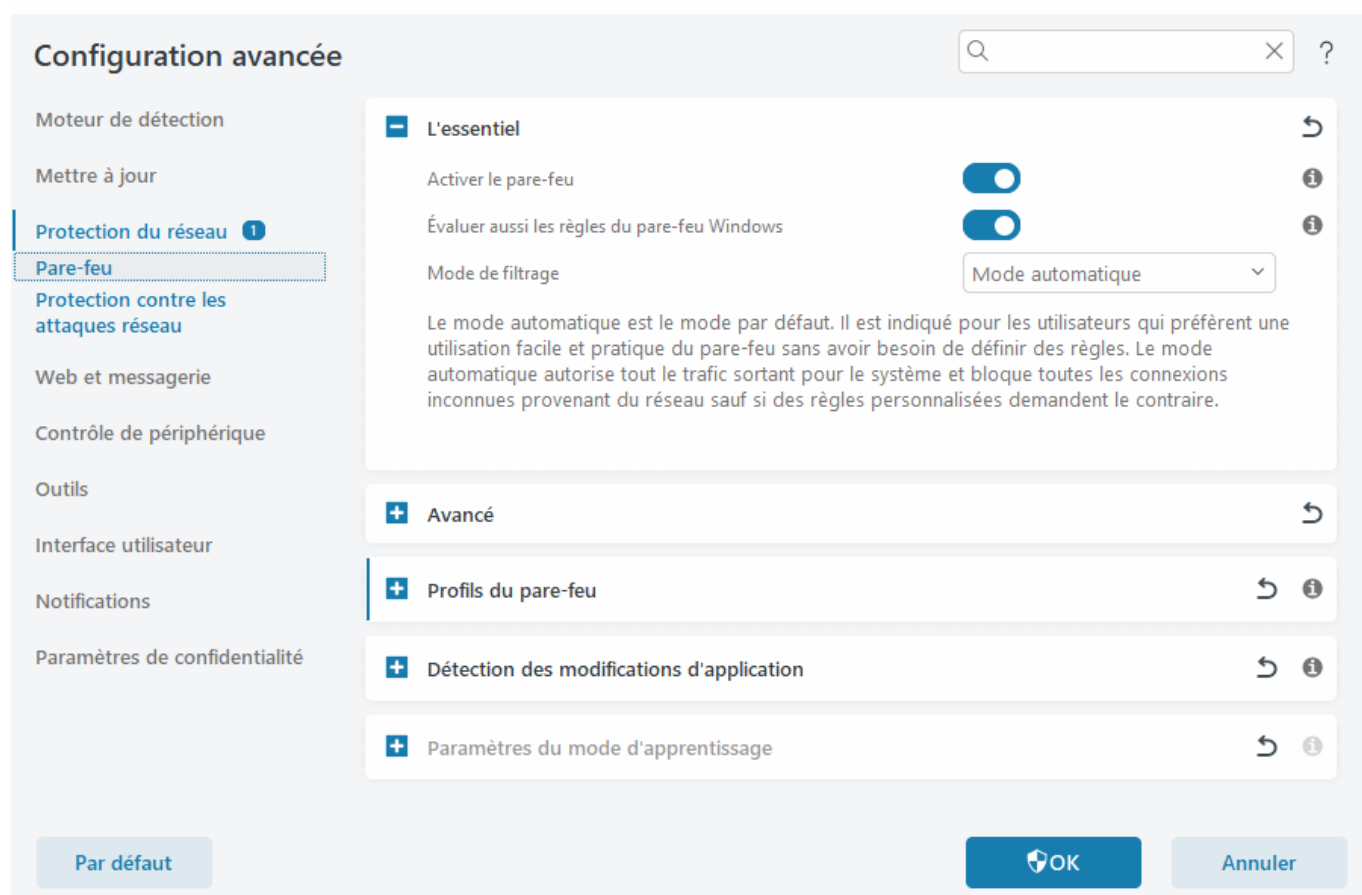 Configuration avancée
?
Moteur de détection
Mettre à jour
Protection du réseau 1
Pare-feu
Protection contre les
attaques réseau
Web et messagerie
Contrôle de périphérique
Outils
Interface utilisateur
Notifications
Paramètres de confidentialité
L'essentiel
Activer le pare-feu
Évaluer aussi les règles du pare-feu Windows
Mode de filtrage
Mode automatique
Le mode automatique est le mode par défaut. Il est indiqué pour les utilisateurs qui préfèrent une
utilisation facile et pratique du pare-feu sans avoir besoin de définir des règles. Le mode
automatique autorise tout le trafic sortant pour le système et bloque toutes les connexions
inconnues provenant du réseau sauf si des règles personnalisées demandent le contraire.
Avancé
Profils du pare-feu
Détection des modifications d'application
Paramètres du mode d'apprentissage
Par défaut
OK
Annuler